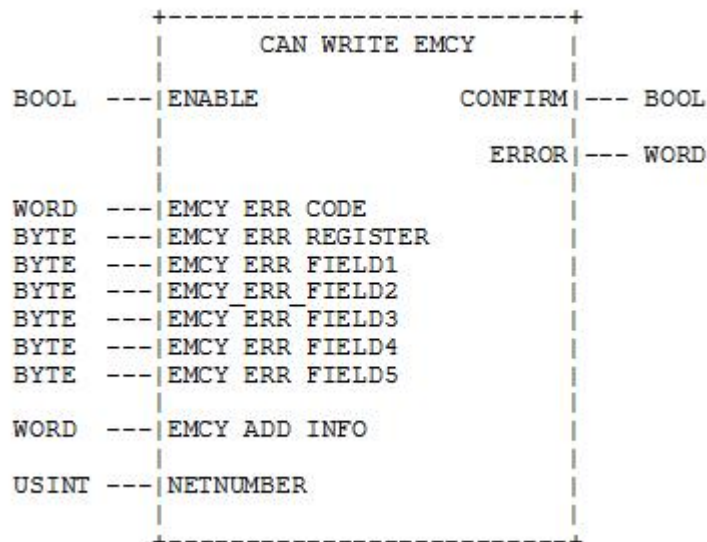 CAN WRITE EMCY
BOOL ---|ENABLE CONFIRM|--- BOOL
ERROR|--- WORD
WORD ---|EMCY ERR CODE
BYTE ---|EMCY ERR REGISTER
BYTE ---|EMCY ERR FIELD1
BYTE ---|EMCY_ERR_FIELD2
BYTE ---|EMCY ERR FIELD3
BYTE ---|EMCY ERR FIELD4
BYTE ---|EMCY ERR FIELD5
WORD ---|EMCY ADD INFO
USINT ---|NETNUMBER